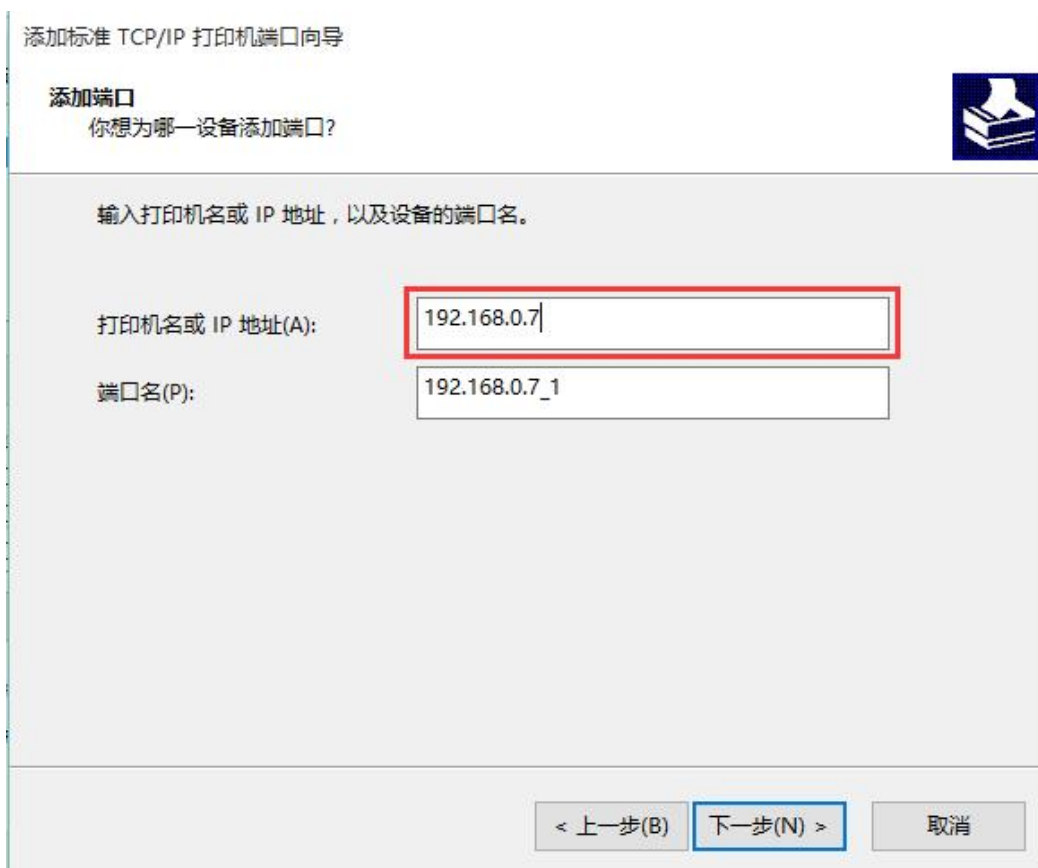 添加标准 TCP/IP 打印机端口向导
添加端口
你想为哪一设备添加端口?
输入打印机名或 IP 地址，以及设备的端口名。
打印机名或 IP 地址(A):
192.168.0.7
端口名(P):
192.168.0.7_1
< 上一步(B)
下一步(N) >
取消